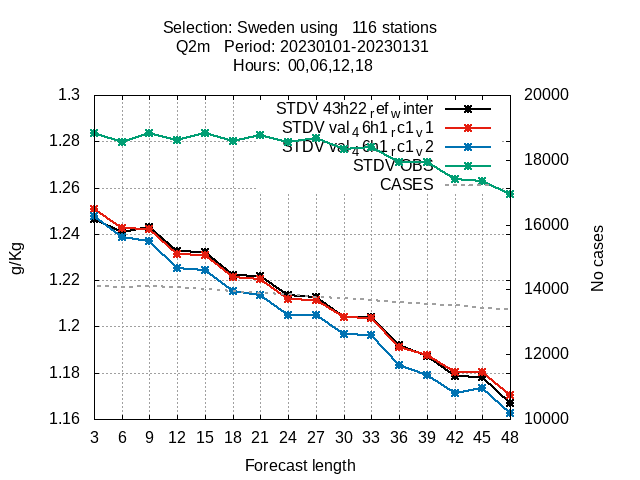 Selection: Sweden using   116 stations
Q2m   Period: 20230101-20230131
Hours:  00,06,12,18
1.3
1.28
1.26
1.24
1.22
1.2
1.18
1.16
g/Kg
STDV 43h22refwinter
STDV val46h1rc1v1
STDV val46h1rc1v2
STDV OBS
CASES
20000
18000
16000
14000
12000
10000
No cases
3 6 9 12 15 18 21 24 27 30 33 36 39 42 45 48
Forecast length